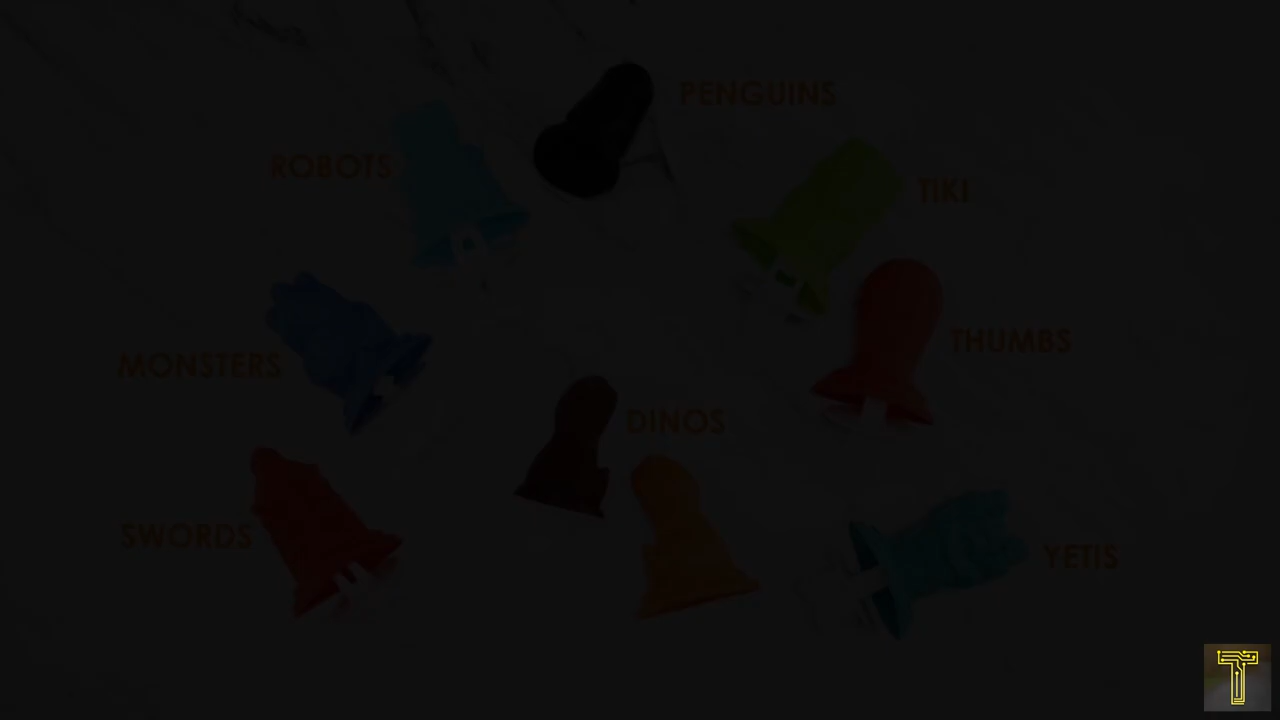 PENGUINS
ROBOTS
TIKI
THUMBS
MONSTERS
DINOS
SWORDS
YETIS
T